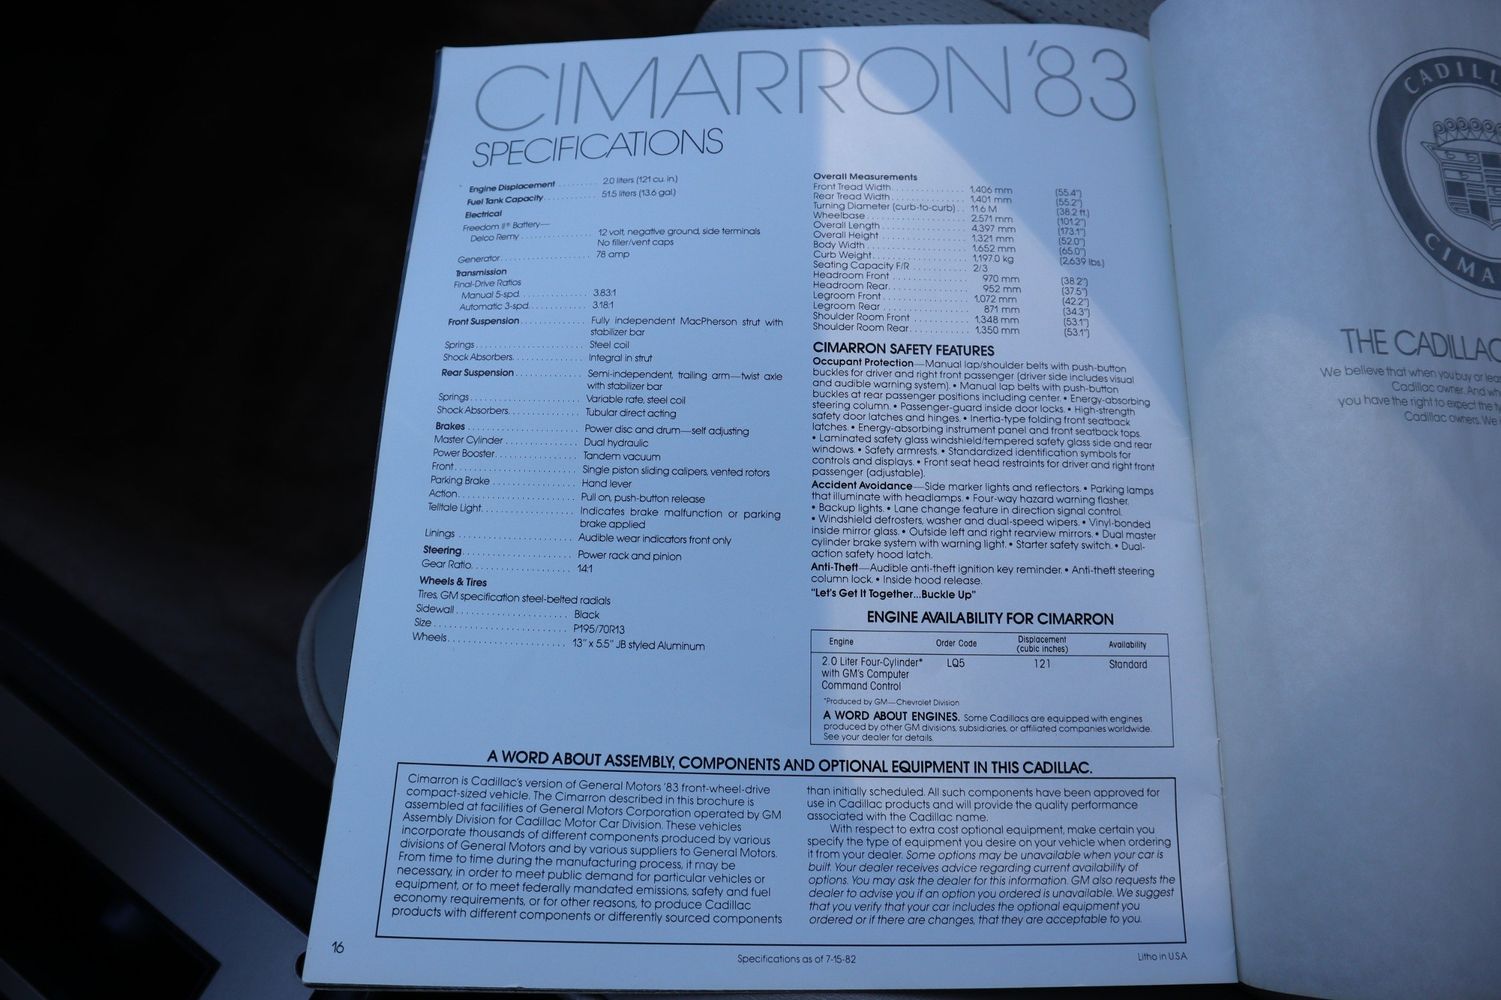 CIMARRON '83
SPECIFICATIONS
Engine Displacement . . . . . . . . . 2.0 liters (121 cu. in.)
Fuel Tank Capacity . . . . . . . . . . 51.5 liters (13.6 gal.)
Electrical
Freedom II® Battery—
Delco Remy . . . . . . . . . . . . . . . . 12 volt, negative ground, side terminals
No filler/vent caps
Generator . . . . . . . . . . . . . . . . . . . 78 amp
Transmission
Final-Drive Ratios
Manual 5-spd. . . . . . . . . . . . . . . 3.83:1
Automatic 3-spd. . . . . . . . . . . . . 3.18:1
Front Suspension . . . . . . . . . . . . Fully independent MacPherson strut with
stabilizer bar
Springs . . . . . . . . . . . . . . . . . . . . . . Steel coil
Shock Absorbers. . . . . . . . . . . . . . Integral in strut
Rear Suspension . . . . . . . . . . . . . Semi-independent, trailing arm—twist axle
with stabilizer bar
Springs . . . . . . . . . . . . . . . . . . . . . . Variable rate, steel coil
Shock Absorbers. . . . . . . . . . . . . . Tubular direct acting
Brakes . . . . . . . . . . . . . . . . . . . . . . Power disc and drum—self adjusting
Master Cylinder . . . . . . . . . . . . . . . Dual hydraulic
Power Booster. . . . . . . . . . . . . . . . . Tandem vacuum
Front . . . . . . . . . . . . . . . . . . . . . . . . Single piston sliding calipers, vented rotors
Parking Brake . . . . . . . . . . . . . . . . Hand lever
Action . . . . . . . . . . . . . . . . . . . . . . . Pull on, push-button release
Telltale Light . . . . . . . . . . . . . . . . . . Indicates brake malfunction or parking
brake applied
Linings . . . . . . . . . . . . . . . . . . . . . . Audible wear indicators front only
Steering . . . . . . . . . . . . . . . . . . . . . Power rack and pinion
Gear Ratio . . . . . . . . . . . . . . . . . . . 14:1
Wheels & Tires
Tires, GM specification steel-belted radials
Sidewall . . . . . . . . . . . . . . . . . . . . . Black
Size . . . . . . . . . . . . . . . . . . . . . . . . . P195/70R13
Wheels . . . . . . . . . . . . . . . . . . . . . . 13" x 5.5" JB styled Aluminum
Overall Measurements
Front Tread Width . . . . . . . . . . . . . 1,406 mm (55.4")
Rear Tread Width . . . . . . . . . . . . . 1,401 mm (55.2")
Turning Diameter (curb-to-curb) . . 11.6 M (38.2 ft.)
Wheelbase . . . . . . . . . . . . . . . . . . 2,571 mm (101.2")
Overall Length . . . . . . . . . . . . . . . 4,397 mm (173.1")
Overall Height . . . . . . . . . . . . . . . 1,321 mm (52.0")
Body Width . . . . . . . . . . . . . . . . . . 1,652 mm (65.0")
Curb Weight . . . . . . . . . . . . . . . . . 1,197.0 kg (2,639 lbs.)
Seating Capacity F/R . . . . . . . . . . 2/3
Headroom Front . . . . . . . . . . . . . . 970 mm (38.2")
Headroom Rear. . . . . . . . . . . . . . . 952 mm (37.5")
Legroom Front . . . . . . . . . . . . . . . 1,072 mm (42.2")
Legroom Rear . . . . . . . . . . . . . . . 871 mm (34.3")
Shoulder Room Front . . . . . . . . . . 1,348 mm (53.1")
Shoulder Room Rear. . . . . . . . . . . 1,350 mm (53.1")
CIMARRON SAFETY FEATURES
Occupant Protection—Manual lap/shoulder belts with push-button
buckles for driver and right front passenger (driver side includes visual
and audible warning system). • Manual lap belts with push-button
buckles at rear passenger positions including center. • Energy-absorbing
steering column. • Passenger-guard inside door locks. • High-strength
safety door latches and hinges. • Inertia-type folding front seatback
latches. • Energy-absorbing instrument panel and front seatback tops.
• Laminated safety glass windshield/tempered safety glass side and rear
windows. • Safety armrests. • Standardized identification symbols for
controls and displays. • Front seat head restraints for driver and right front
passenger (adjustable).
Accident Avoidance—Side marker lights and reflectors. • Parking lamps
that illuminate with headlamps. • Four-way hazard warning flasher.
• Backup lights. • Lane change feature in direction signal control.
• Windshield defrosters, washer and dual-speed wipers. • Vinyl-bonded
inside mirror glass. • Outside left and right rearview mirrors. • Dual master
cylinder brake system with warning light. • Starter safety switch. • Dual-
action safety hood latch.
Anti-Theft—Audible anti-theft ignition key reminder. • Anti-theft steering
column lock. • Inside hood release.
"Let's Get It Together...Buckle Up"
ENGINE AVAILABILITY FOR CIMARRON
Engine Order Code Displacement (cubic inches) Availability
2.0 Liter Four-Cylinder* LQ5 121 Standard
with GM's Computer
Command Control
*Produced by GM—Chevrolet Division
A WORD ABOUT ENGINES. Some Cadillacs are equipped with engines
produced by other GM divisions, subsidiaries, or affiliated companies worldwide.
See your dealer for details.
A WORD ABOUT ASSEMBLY, COMPONENTS AND OPTIONAL EQUIPMENT IN THIS CADILLAC.
Cimarron is Cadillac's version of General Motors '83 front-wheel-drive
compact-sized vehicle. The Cimarron described in this brochure is
assembled at facilities of General Motors Corporation operated by GM
Assembly Division for Cadillac Motor Car Division. These vehicles
incorporate thousands of different components produced by various
divisions of General Motors and by various suppliers to General Motors.
From time to time during the manufacturing process, it may be
necessary, in order to meet public demand for particular vehicles or
equipment, or to meet federally mandated emissions, safety and fuel
economy requirements, or for other reasons, to produce Cadillac
products with different components or differently sourced components
than initially scheduled. All such components have been approved for
use in Cadillac products and will provide the quality performance
associated with the Cadillac name.
With respect to extra cost optional equipment, make certain you
specify the type of equipment you desire on your vehicle when ordering
it from your dealer. Some options may be unavailable when your car is
built. Your dealer receives advice regarding current availability of
options. You may ask the dealer for this information. GM also requests the
dealer to advise you if an option you ordered is unavailable. We suggest
that you verify that your car includes the optional equipment you
ordered or if there are changes, that they are acceptable to you.
16
Specifications as of 7-15-82
Litho in U.S.A.
CADILL
CIMA
THE CADILLAC
We believe that when you buy or leas
Cadillac owner. And wh
you have the right to expect the
Cadillac owners. We